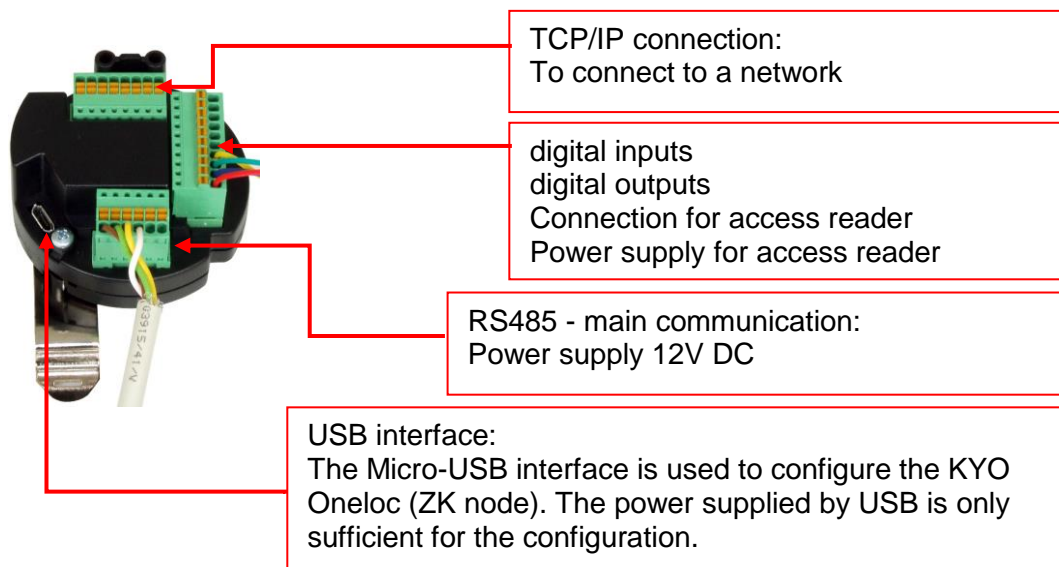 TCP/IP connection:
To connect to a network
digital inputs
digital outputs
Connection for access reader
Power supply for access reader
RS485 - main communication:
Power supply 12V DC
03915/41/V
USB interface:
The Micro-USB interface is used to configure the KYO
Oneloc (ZK node). The power supplied by USB is only
sufficient for the configuration.